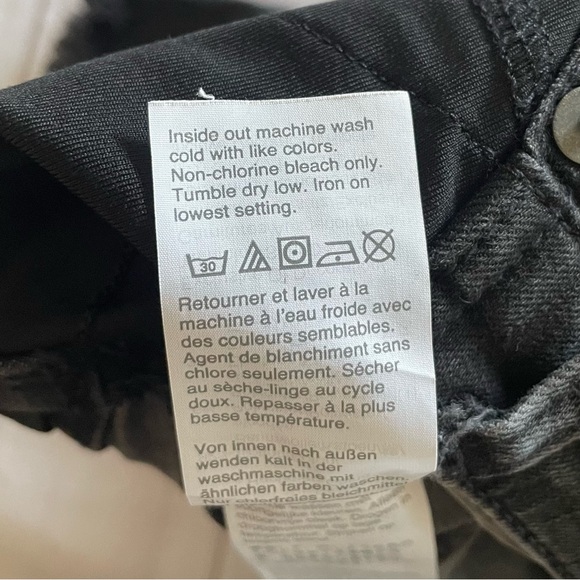 Inside out machine wash
cold with like colors.
Non-chlorine bleach only.
Tumble dry low. Iron on
lowest setting.
30
Retourner et laver à la
machine à l'eau froide avec
des couleurs semblables.
Agent de blanchiment sans
chlore seulement. Sécher
au sèche-linge au cycle
doux. Repasser à la plus
basse température.
Von innen nach außen
wenden kalt in der
waschmaschine mit
ähnlichen farben waschen.
Nur chlorfreies bleichmittel